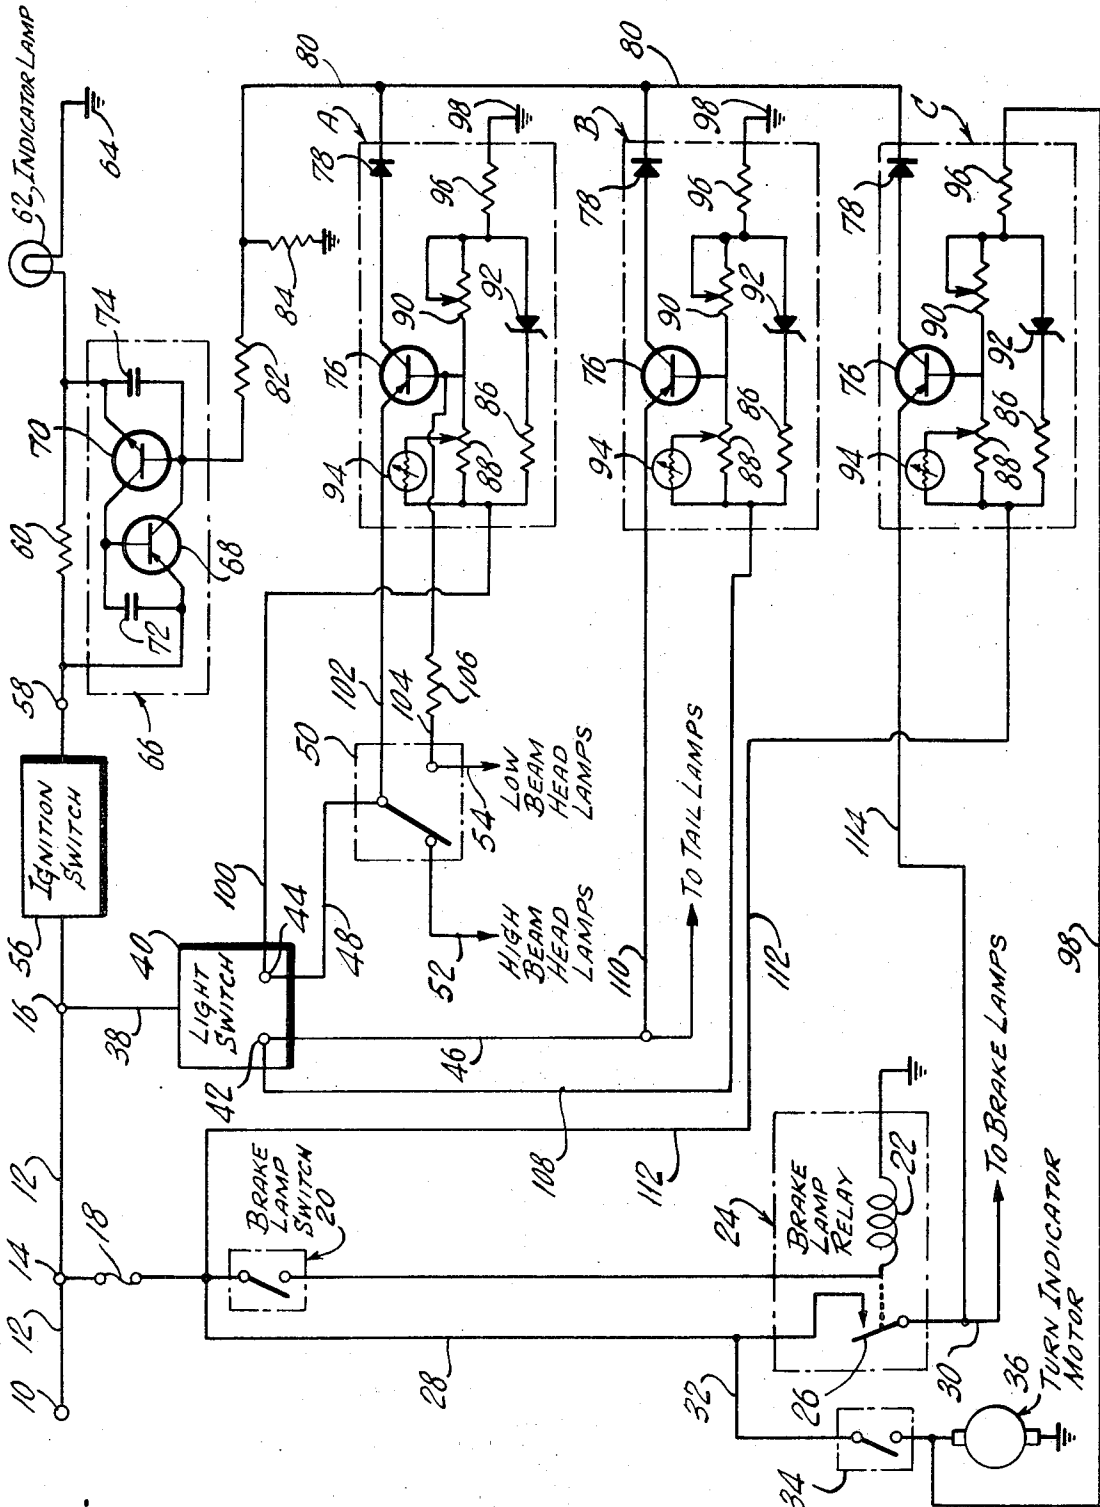 62, INDICATOR LAMP
64
74
70
60
68
72
66
58
82
84
80
80
IGNITION
SWITCH
56
16
38
40
LIGHT
SWITCH
42
44
100
48
46
12
14
18
12
10
BRAKE
LAMP
SWITCH
20
28
108
112
112
50
102
104
106
52
HIGH
BEAM
HEAD
LAMPS
54
LOW
BEAM
HEAD
LAMPS
110
TO TAIL LAMPS
114
A
78
76
94
90
96
98
92
88
86
B
78
76
94
90
96
98
92
88
86
C
78
76
94
90
96
92
88
86
24
BRAKE
LAMP
RELAY
22
26
30
TO BRAKE LAMPS
32
34
36
TURN INDICATOR
MOTOR
98